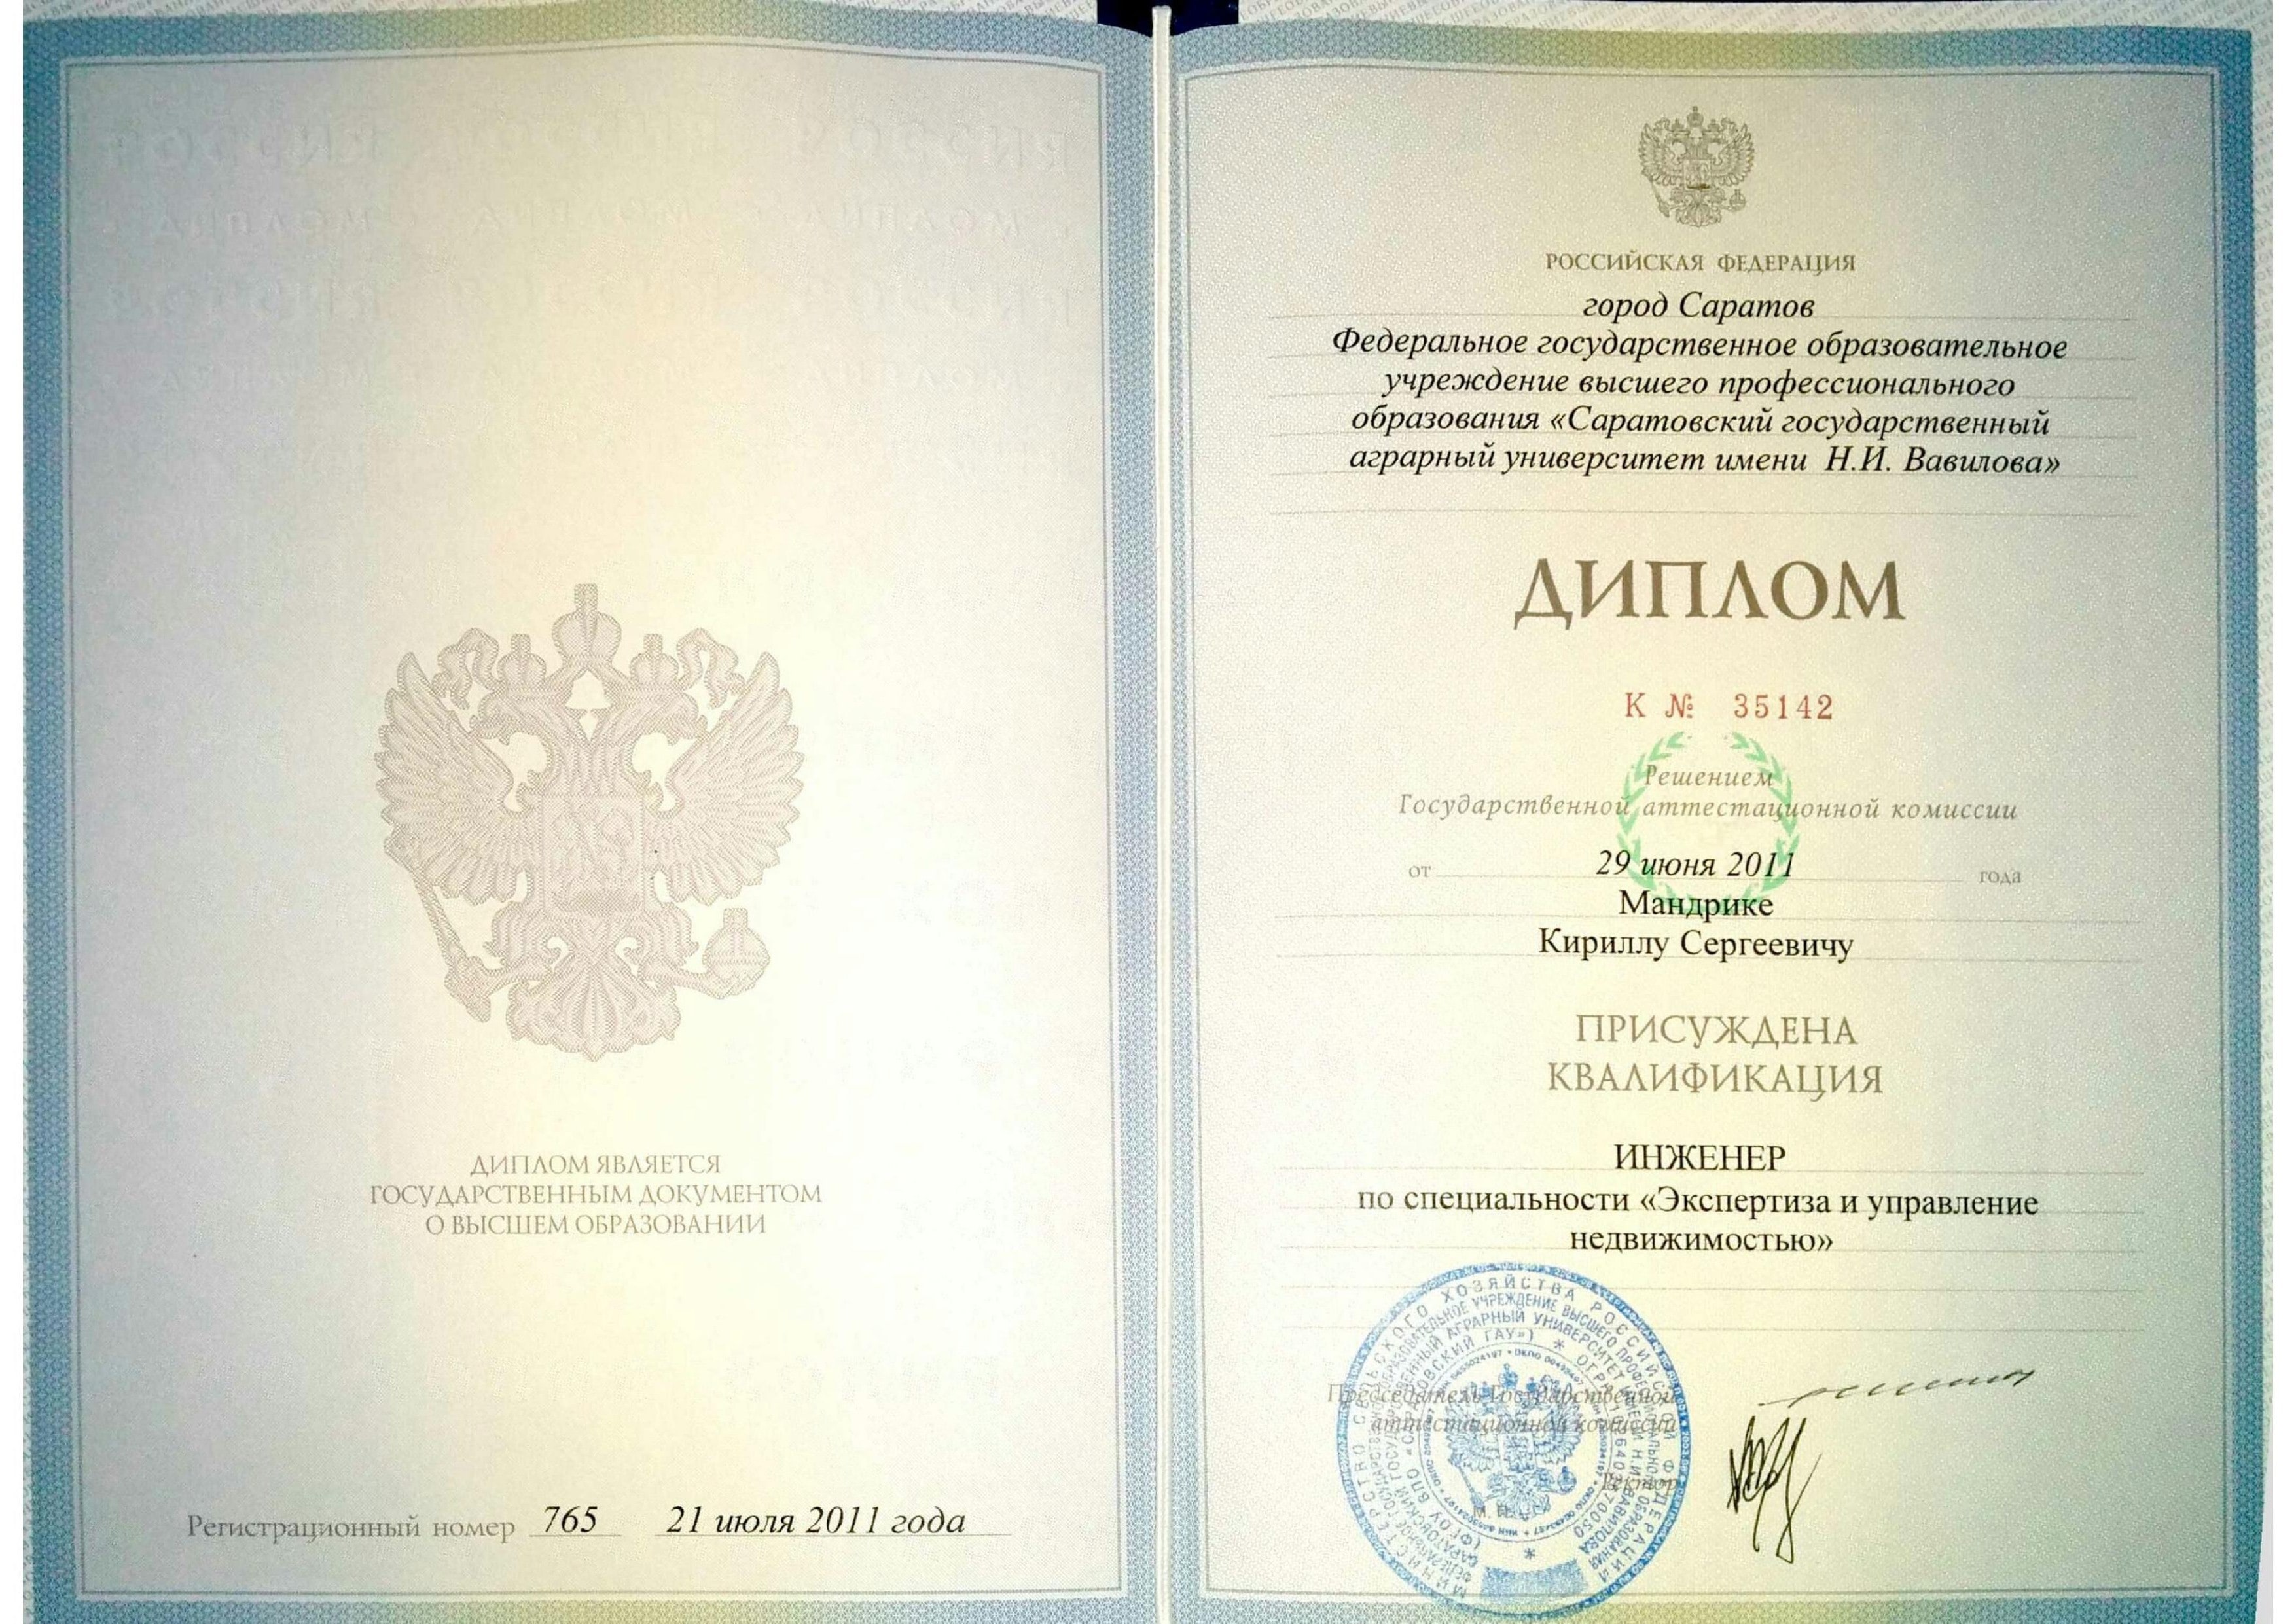 ДИПЛОМ ЯВЛЯЕТСЯ
ГОСУДАРСТВЕННЫМ ДОКУМЕНТОМ
О ВЫСШЕМ ОБРАЗОВАНИИ
Регистрационный номер 765 21 июля 2011 года
РОССИЙСКАЯ ФЕДЕРАЦИЯ
город Саратов
Федеральное государственное образовательное
учреждение высшего профессионального
образования «Саратовский государственный
аграрный университет имени Н.И. Вавилова»
ДИПЛОМ
К № 35142
Решением
Государственной аттестационной комиссии
от 29 июня 2011 года
Мандрике
Кириллу Сергеевичу
ПРИСУЖДЕНА
КВАЛИФИКАЦИЯ
ИНЖЕНЕР
по специальности «Экспертиза и управление
недвижимостью»
Председатель Государственной
аттестационной комиссии
Ректор
М. П.